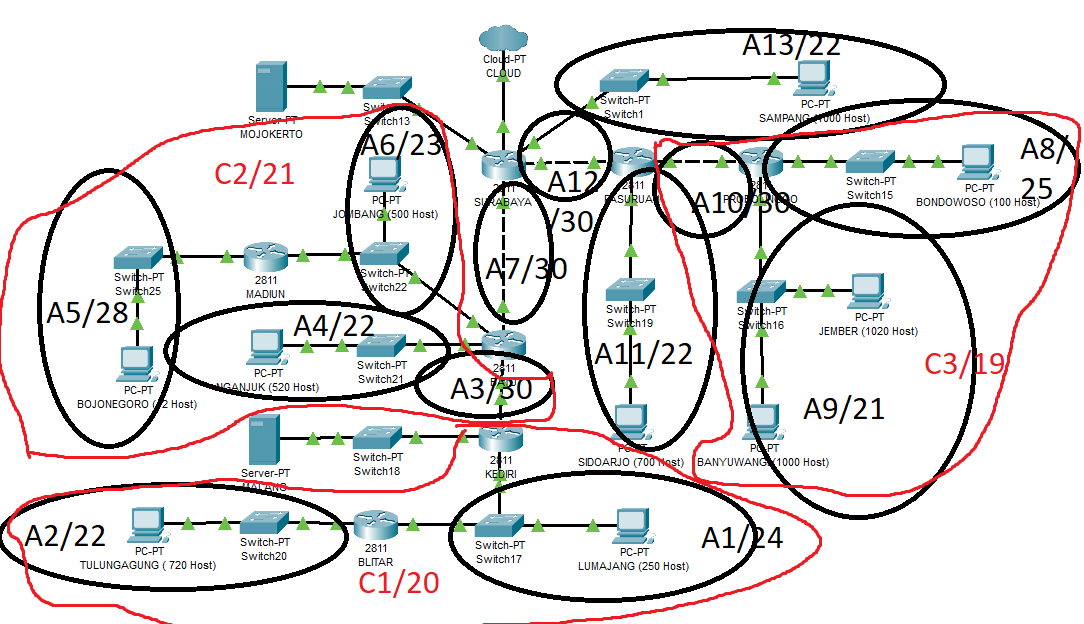 A13/22
Cloud-PT
CLOUD
Switch-PT
Switch1
PC-PT
SAMPANG (1000 Host)
Server-PT
MOJOKERTO
Switch-PT
Switch13
A6/23
C2/21
PC-PT
JOMBANG (500 Host)
2811
SURABAYA
A12
/30
2811
PASURUAN
A10/30
2811
PROBOLINGGO
Switch-PT
Switch15
A8/
25
PC-PT
BONDOWOSO (100 Host)
Switch-PT
Switch25
2811
MADIUN
Switch-PT
Switch22
A7/30
A5/28
A4/22
PC-PT
NGANJUK (520 Host)
Switch-PT
Switch21
2811
A3/30
PC-PT
BOJONEGORO ( 2 Host)
Switch-PT
Switch19
A11/22
Switch-PT
Switch16
PC-PT
JEMBER (1020 Host)
C3/19
A9/21
PC-PT
SIDOARJO (700 Host)
PC-PT
BANYUWANGI (1000 Host)
Server-PT
MALANG
Switch-PT
Switch18
2811
KEDIRI
A2/22
PC-PT
TULUNGAGUNG ( 720 Host)
Switch-PT
Switch20
2811
BLITAR
C1/20
Switch-PT
Switch17
PC-PT
LUMAJANG (250 Host)
A1/24